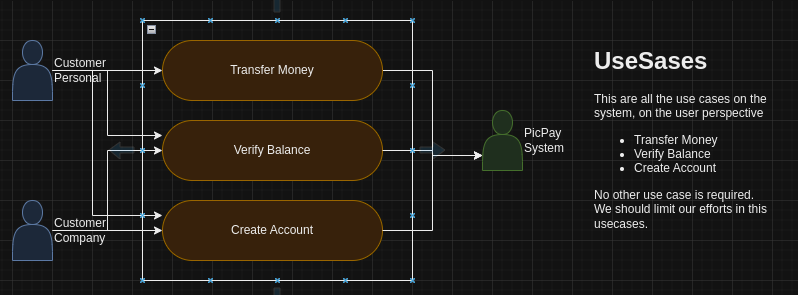 Customer
Personal
Transfer Money
Verify Balance
Customer
Company
Create Account
PicPay
System
UseSases
This are all the use cases on the
system, on the user perspective
• Transfer Money
• Verify Balance
• Create Account
No other use case is required.
We should limit our efforts in this
usecases.